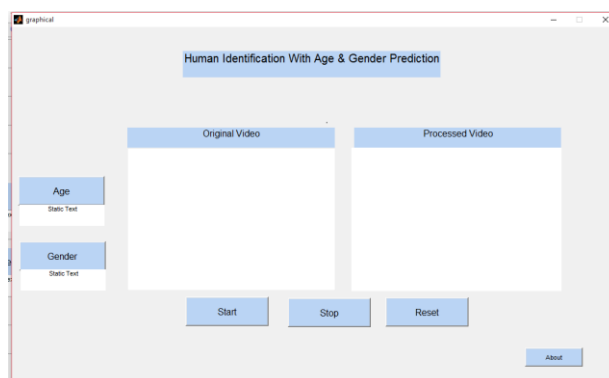 graphical
Human Identification With Age & Gender Prediction
Original Video
Processed Video
Age
Static Text
Gender
Static Text
Start
Stop
Reset
About